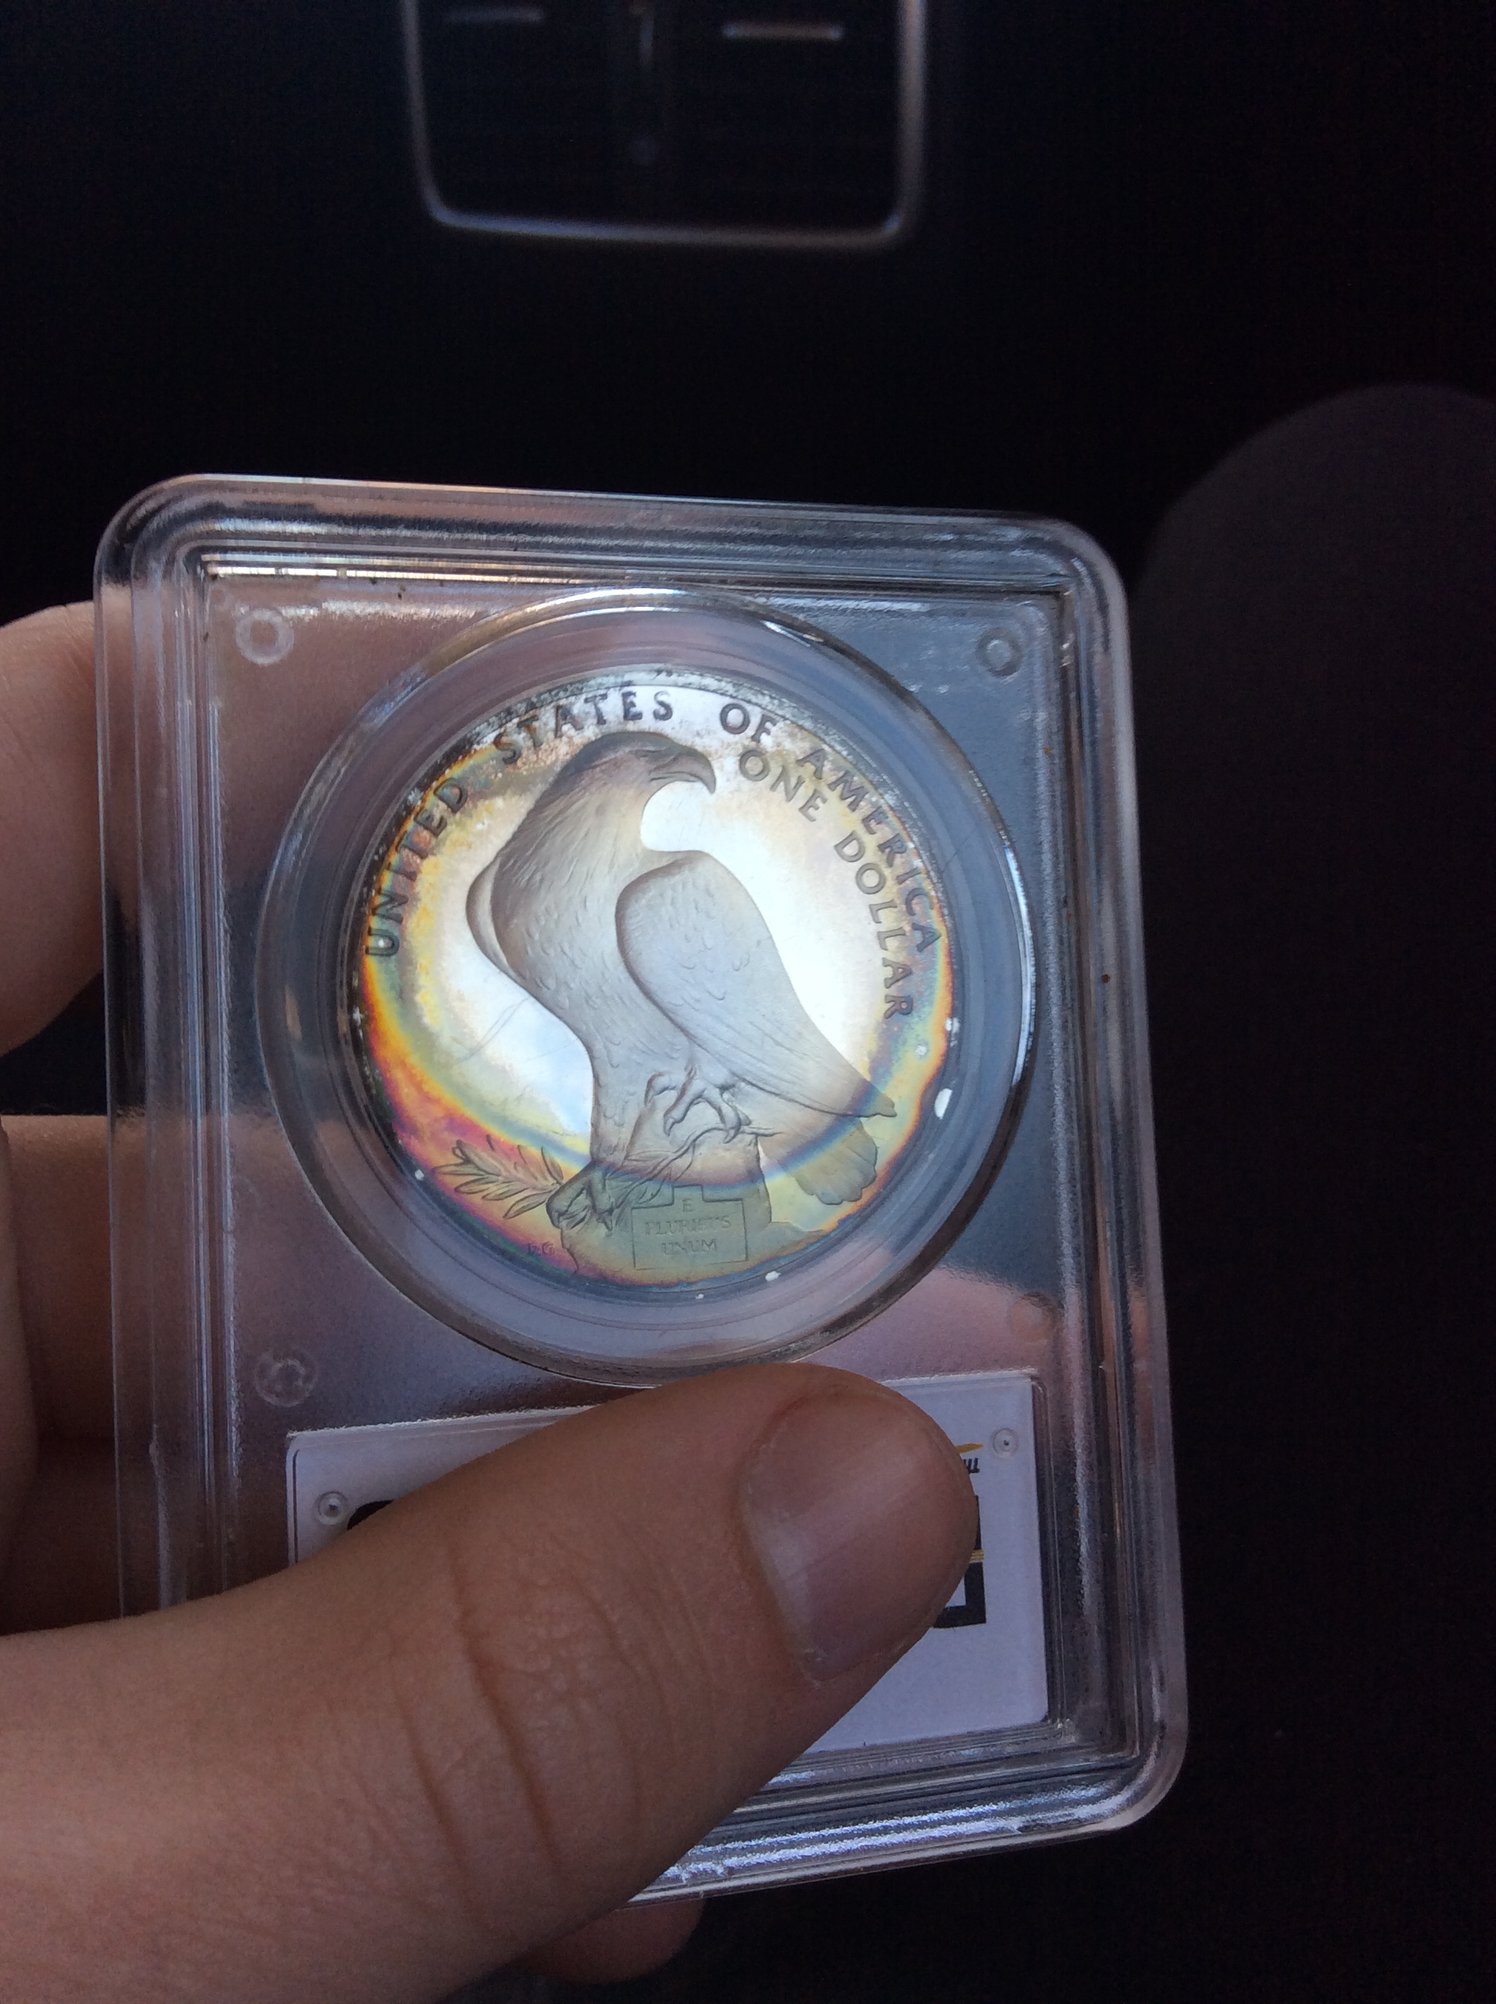 UNITED STATES OF AMERICA
ONE DOLLAR
E
PLURIBUS
UNUM